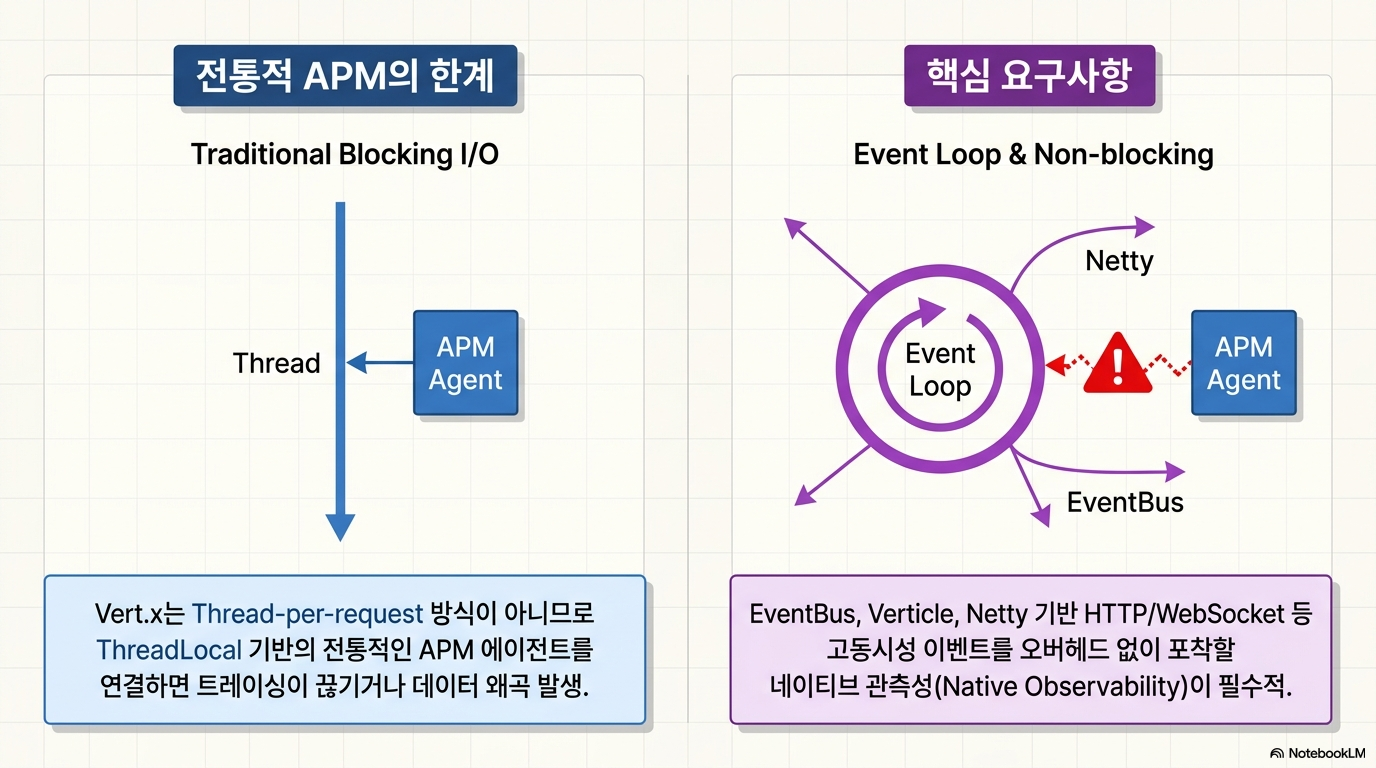 전통적 APM의 한계
Traditional Blocking I/O
Thread
APM
Agent
Vert.x는 Thread-per-request 방식이 아니므로
ThreadLocal 기반의 전통적인 APM 에이전트를
연결하면 트레이싱이 끊기거나 데이터 왜곡 발생.
핵심 요구사항
Event Loop & Non-blocking
Netty
Event
Loop
!
APM
Agent
EventBus
EventBus, Verticle, Netty 기반 HTTP/WebSocket 등
고동시성 이벤트를 오버헤드 없이 포착할
네이티브 관측성(Native Observability)이 필수적.
NotebookLM